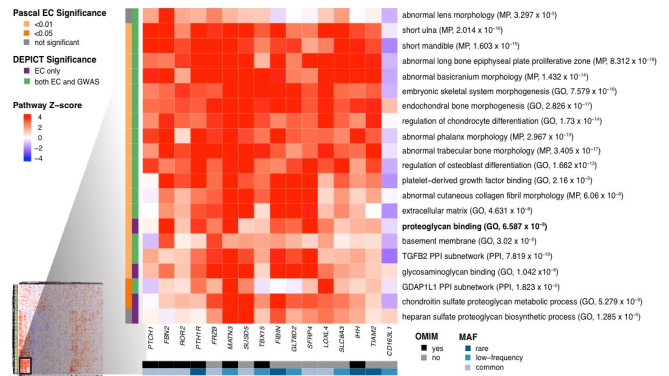 Pascal EC Significance
<0.01
<0.05
not significant
DEPICT Significance
EC only
both EC and GWAS
Pathway Z-score
4
2
0
−2
−4
abnormal lens morphology (MP, 3.297 x 10⁻⁵)
short ulna (MP, 2.014 x 10⁻¹⁰)
short mandible (MP, 1.603 x 10⁻¹⁵)
abnormal long bone epiphyseal plate proliferative zone (MP, 8.312 x 10⁻¹⁶)
abnormal basicranium morphology (MP, 1.432 x 10⁻¹⁴)
embryonic skeletal system morphogenesis (GO, 7.579 x 10⁻¹⁰)
endochondral bone morphogenesis (GO, 2.826 x 10⁻¹⁷)
regulation of chondrocyte differentiation (GO, 1.73 x 10⁻¹⁴)
abnormal phalanx morphology (MP, 2.967 x 10⁻¹³)
abnormal trabecular bone morphology (MP, 3.405 x 10⁻¹⁷)
regulation of osteoblast differentiation (GO, 1.662 x10⁻¹³)
platelet−derived growth factor binding (GO, 2.16 x 10⁻⁵)
abnormal cutaneous collagen fibril morphology (MP, 6.06 x 10⁻⁹)
extracellular matrix (GO, 4.631 x 10⁻⁸)
proteoglycan binding (GO, 6.587 x 10⁻⁵)
basement membrane (GO, 3.02 x 10⁻⁵)
TGFB2 PPI subnetwork (PPI, 7.819 x 10⁻¹⁰)
glycosaminoglycan binding (GO, 1.042 x10⁻⁸)
GDAP1L1 PPI subnetwork (PPI, 1.823 x 10⁻⁵)
chondroitin sulfate proteoglycan metabolic process (GO, 5.279 x 10⁻⁶)
heparan sulfate proteoglycan biosynthetic process (GO, 1.285 x 10⁻⁵)
PTCH1
FBN2
ROR2
PTH1R
FRZB
MATN3
SUSD5
TBX15
FIBIN
GLT8D2
SFRP4
LOXL4
SLC8A3
IHH
TIAM2
CD163L1
OMIM
yes
no
MAF
rare
low−frequency
common